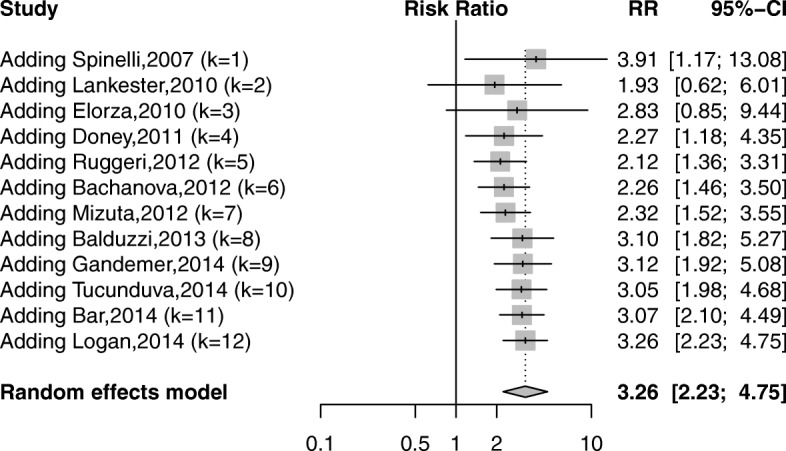 Study Risk Ratio RR 95%−CI
Adding Spinelli,2007 (k=1) 3.91 [1.17; 13.08]
Adding Lankester,2010 (k=2) 1.93 [0.62; 6.01]
Adding Elorza,2010 (k=3) 2.83 [0.85; 9.44]
Adding Doney,2011 (k=4) 2.27 [1.18; 4.35]
Adding Ruggeri,2012 (k=5) 2.12 [1.36; 3.31]
Adding Bachanova,2012 (k=6) 2.26 [1.46; 3.50]
Adding Mizuta,2012 (k=7) 2.32 [1.52; 3.55]
Adding Balduzzi,2013 (k=8) 3.10 [1.82; 5.27]
Adding Gandemer,2014 (k=9) 3.12 [1.92; 5.08]
Adding Tucunduva,2014 (k=10) 3.05 [1.98; 4.68]
Adding Bar,2014 (k=11) 3.07 [2.10; 4.49]
Adding Logan,2014 (k=12) 3.26 [2.23; 4.75]
Random effects model 3.26 [2.23; 4.75]
0.1 0.5 1 2 10